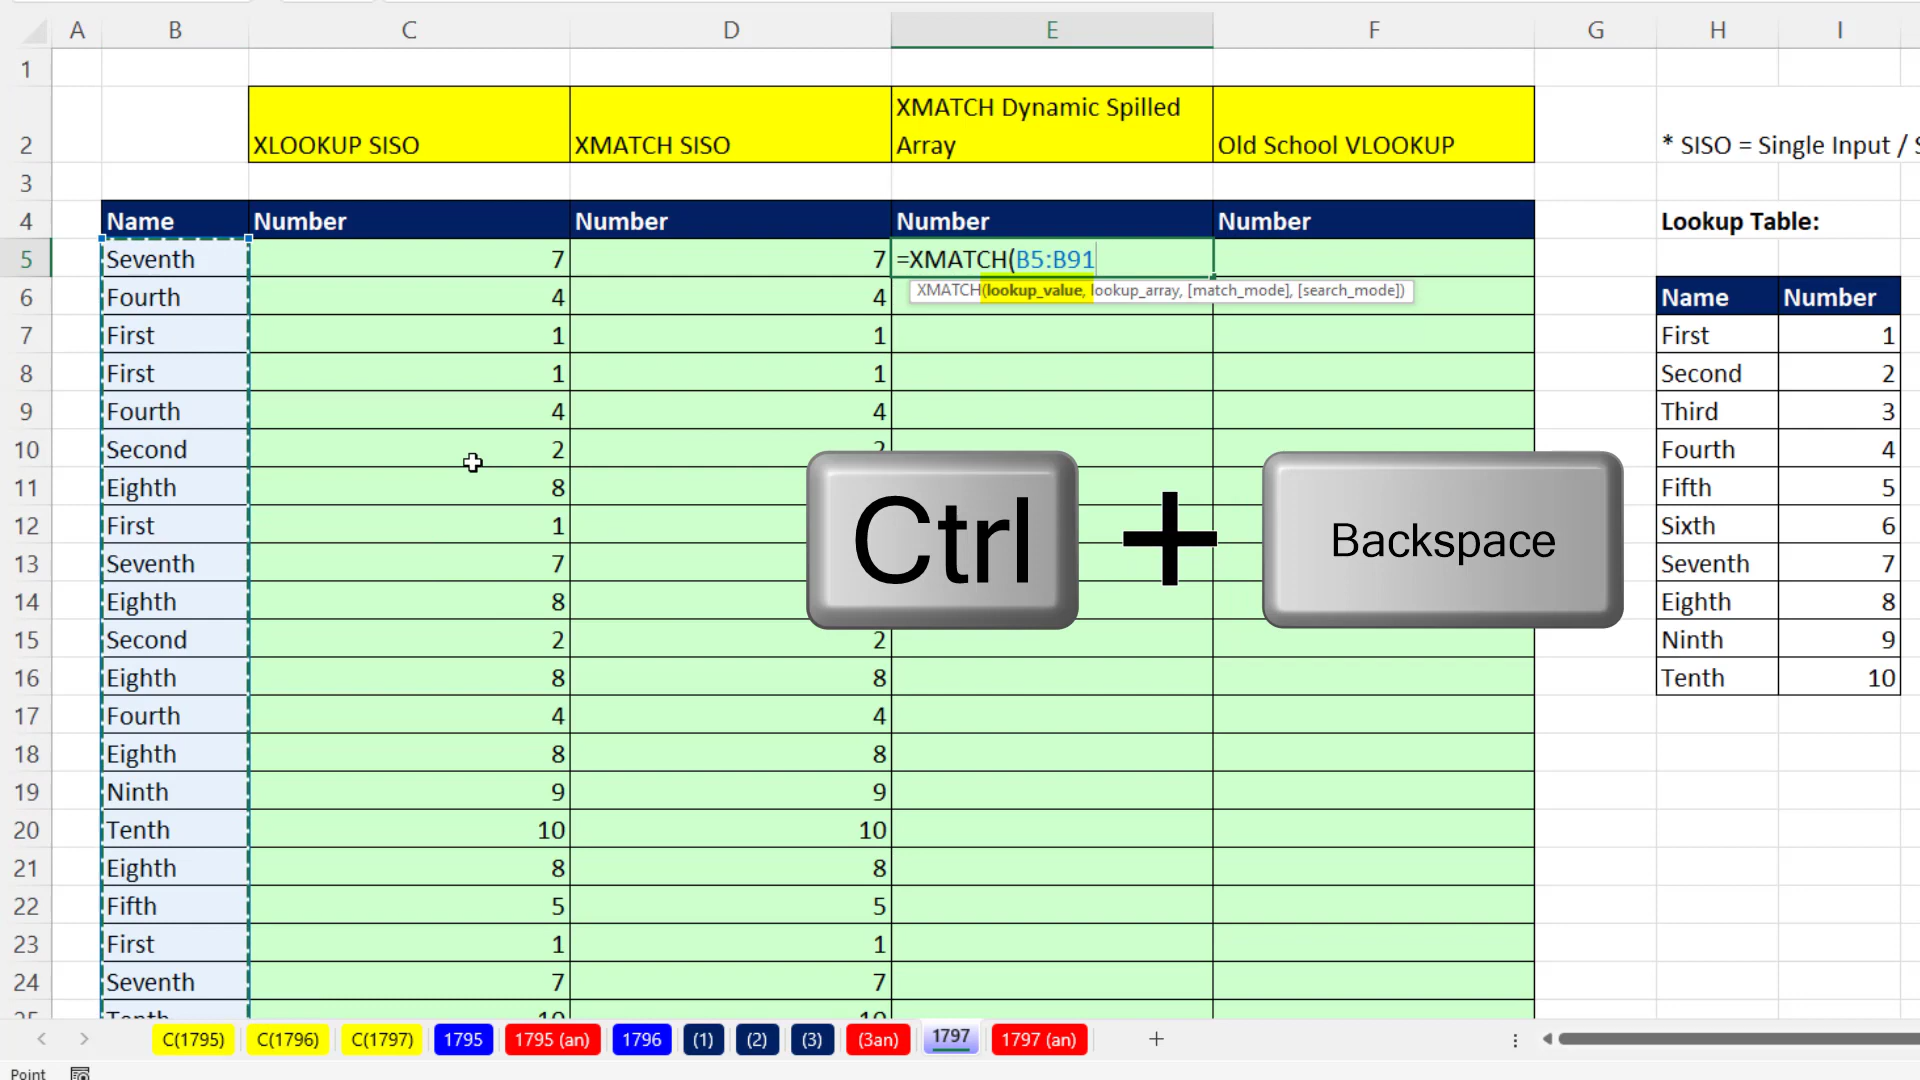 A B C D E F G H I
1
XMATCH Dynamic Spilled
2 XLOOKUP SISO XMATCH SISO Array Old School VLOOKUP * SISO = Single Input /
3
4 Name Number Number Number Number Lookup Table:
5 Seventh 7 7 =XMATCH(B5:B91
XMATCH(lookup_value, lookup_array, [match_mode], [search_mode])
6 Fourth 4 4 Name Number
7 First 1 1 First 1
8 First 1 1 Second 2
9 Fourth 4 4 Third 3
10 Second 2 2 Fourth 4
11 Eighth 8 Fifth 5
12 First 1 Sixth 6
Ctrl + Backspace
13 Seventh 7 Seventh 7
14 Eighth 8 Eighth 8
15 Second 2 2 Ninth 9
16 Eighth 8 8 Tenth 10
17 Fourth 4 4
18 Eighth 8 8
19 Ninth 9 9
20 Tenth 10 10
21 Eighth 8 8
22 Fifth 5 5
23 First 1 1
24 Seventh 7 7
25 Tenth 10 10
C(1795) C(1796) C(1797) 1795 1795 (an) 1796 (1) (2) (3) (3an) 1797 1797 (an) +
Point